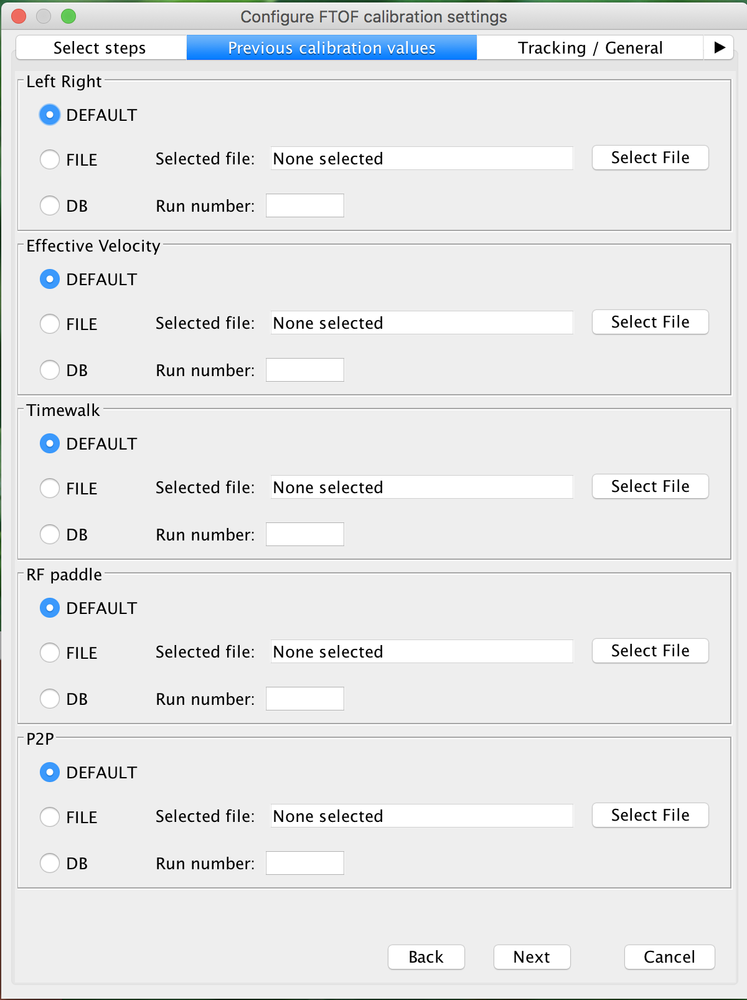 Configure FTOF calibration settings
Select steps Previous calibration values Tracking / General
Left Right
DEFAULT
FILE Selected file: None selected Select File
DB Run number:
Effective Velocity
DEFAULT
FILE Selected file: None selected Select File
DB Run number:
Timewalk
DEFAULT
FILE Selected file: None selected Select File
DB Run number:
RF paddle
DEFAULT
FILE Selected file: None selected Select File
DB Run number:
P2P
DEFAULT
FILE Selected file: None selected Select File
DB Run number:
Back Next Cancel